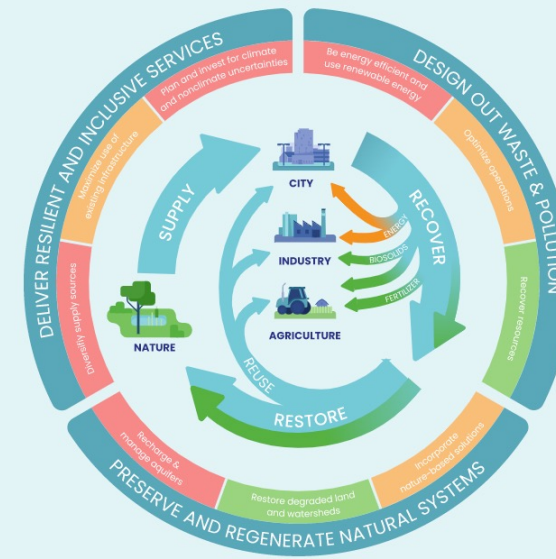 DELIVER RESILIENT AND INCLUSIVE SERVICES
Diversify supply sources
Maximize use of
existing infrastructure
Plan and invest for climate
and nonclimate uncertainties
DESIGN OUT WASTE & POLLUTION
Be energy efficient and
use renewable energy
Optimize operations
Recover resources
PRESERVE AND REGENERATE NATURAL SYSTEMS
Recharge &
manage aquifers
Restore degraded land
and watersheds
Incorporate
nature-based solutions
SUPPLY
CITY
RECOVER
ENERGY
INDUSTRY
BIOSOLIDS
FERTILIZER
AGRICULTURE
NATURE
REUSE
RESTORE